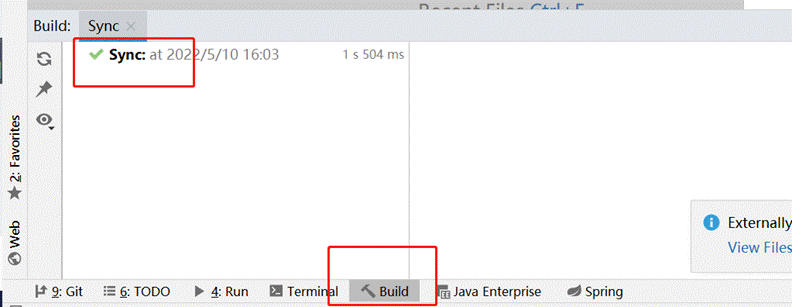 Recent Files Ctrl+E
Build: Sync
Sync: at 2022/5/10 16:03 1 s 504 ms
2: Favorites
Web
Externally
View Files
9: Git 6: TODO 4: Run Terminal Build Java Enterprise Spring